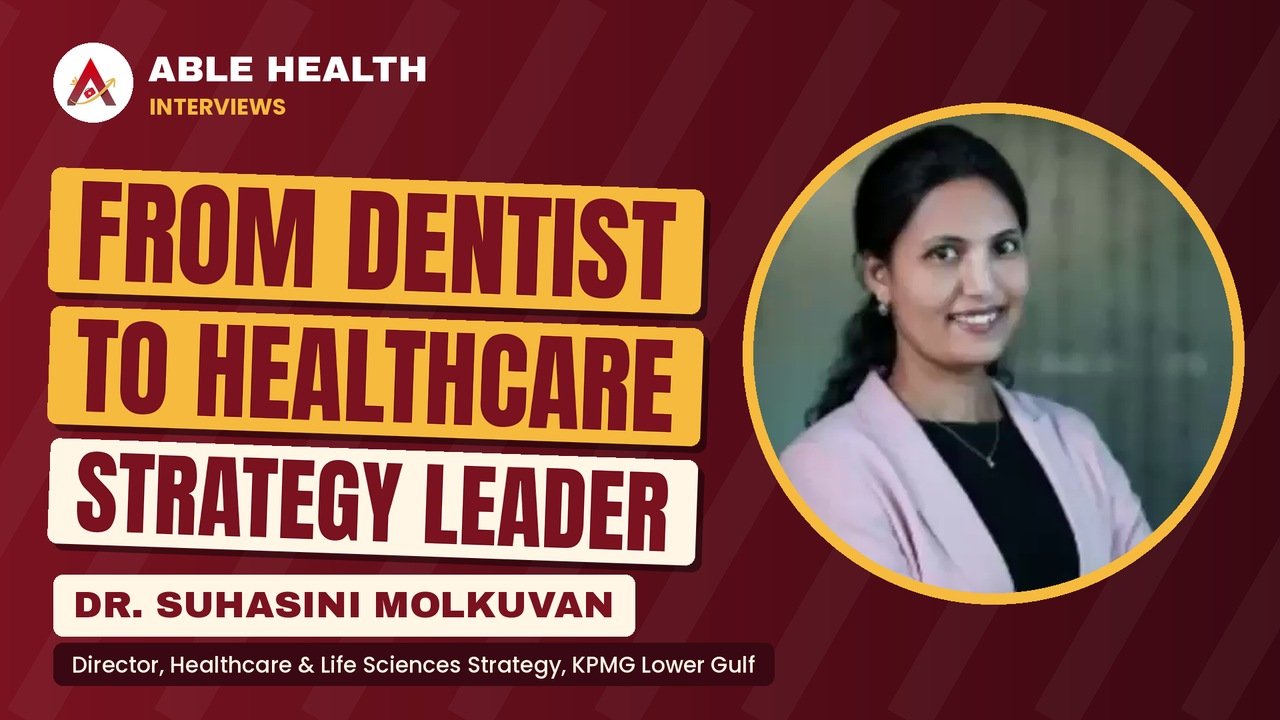 ABLE HEALTH
INTERVIEWS
FROM DENTIST
TO HEALTHCARE
STRATEGY LEADER
DR. SUHASINI MOLKUVAN
Director, Healthcare & Life Sciences Strategy, KPMG Lower Gulf